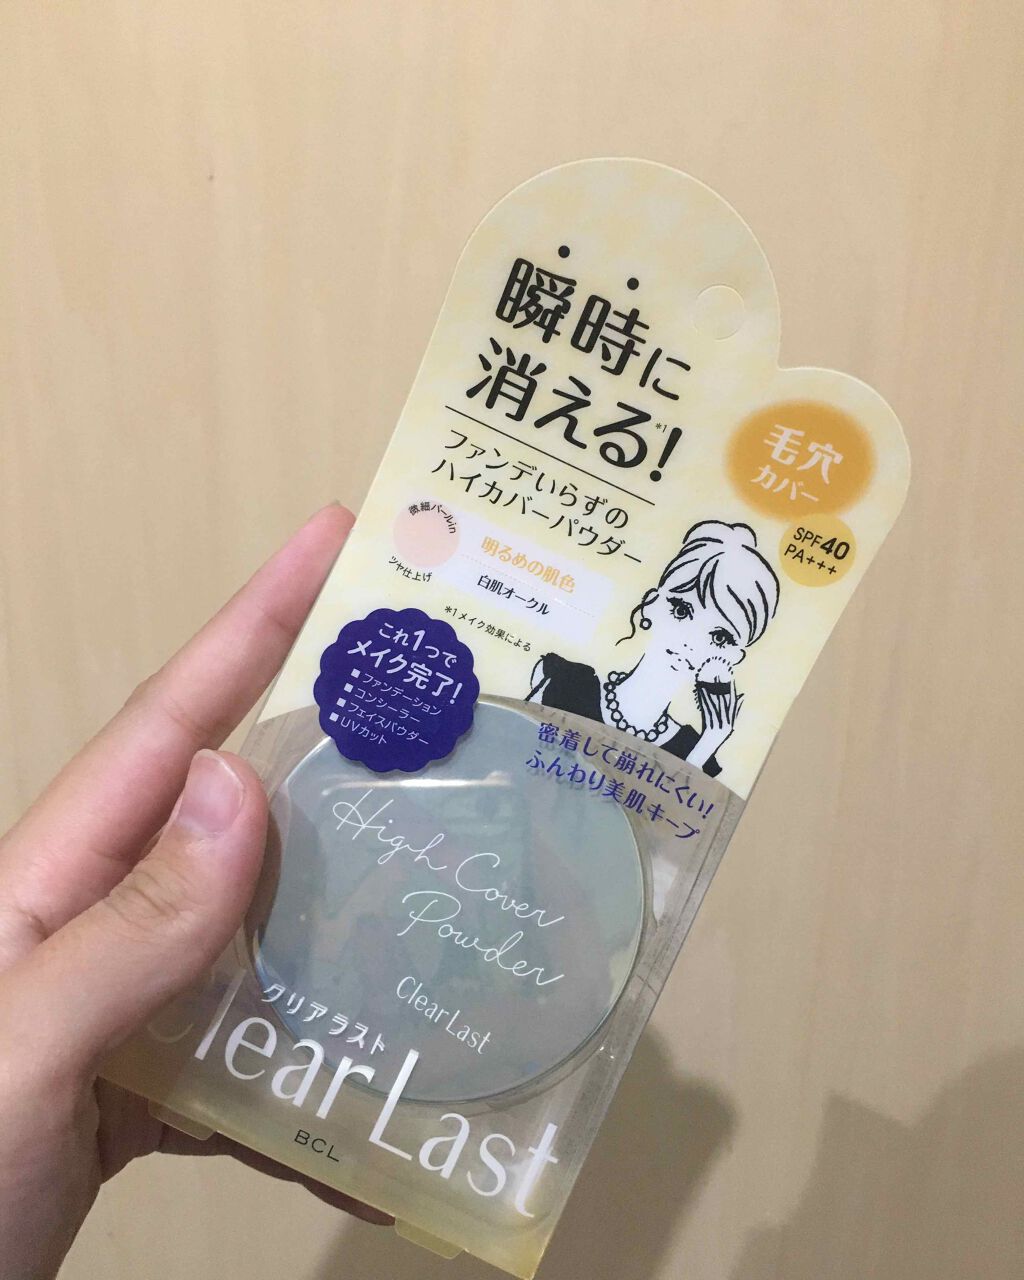 瞬時に
消える!*1
ファンデいらずの
ハイカバーパウダー
毛穴
カバー
SPF40
PA+++
微細パールin
ツヤ仕上げ
明るめの肌色
白肌オークル
*1メイク効果による
これ1つで
メイク完了!
■ファンデーション
■コンシーラー
■フェイスパウダー
■UVカット
密着して崩れにくい!
ふんわり美肌キープ
High Cover
Powder
ClearLast
クリアラスト
ClearLast
BCL